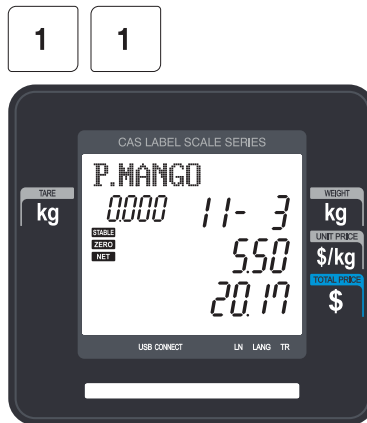 1 1
CAS LABEL SCALE SERIES
P.MANGO
TARE
kg
0.000 11- 3
WEIGHT
kg
STABLE
ZERO
NET
5.50
UNIT PRICE
$/kg
20.17
TOTAL PRICE
$
USB CONNECT LN LANG TR